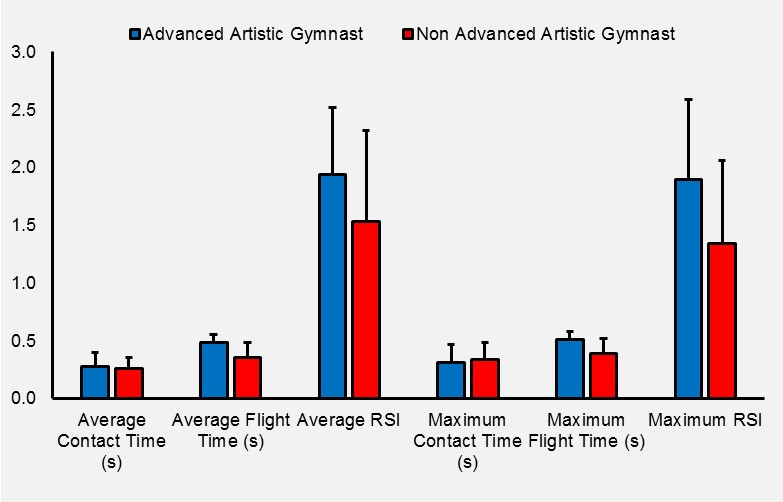 Advanced Artistic Gymnast
Non Advanced Artistic Gymnast
3.0
2.5
2.0
1.5
1.0
0.5
0.0
Average
Contact Time
(s)
Average Flight
Time (s)
Average RSI
Maximum
Contact Time
(s)
Maximum
Flight Time (s)
Maximum RSI